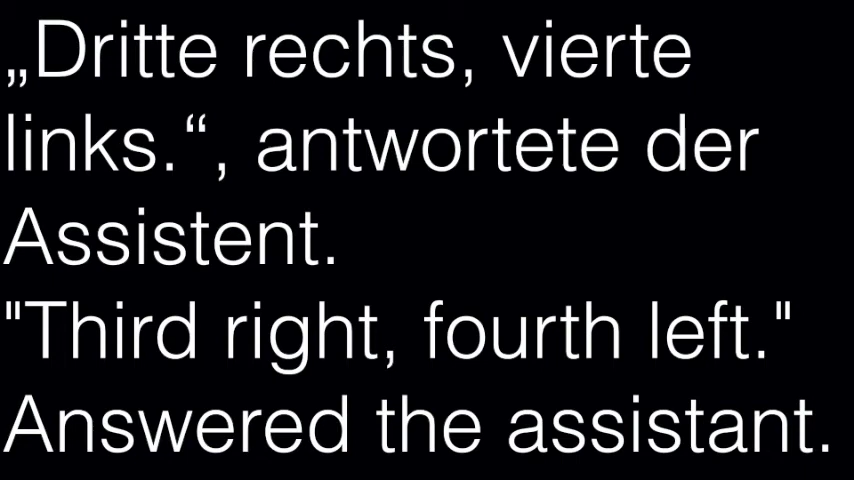 „Dritte rechts, vierte
links.“, antwortete der
Assistent.
"Third right, fourth left."
Answered the assistant.